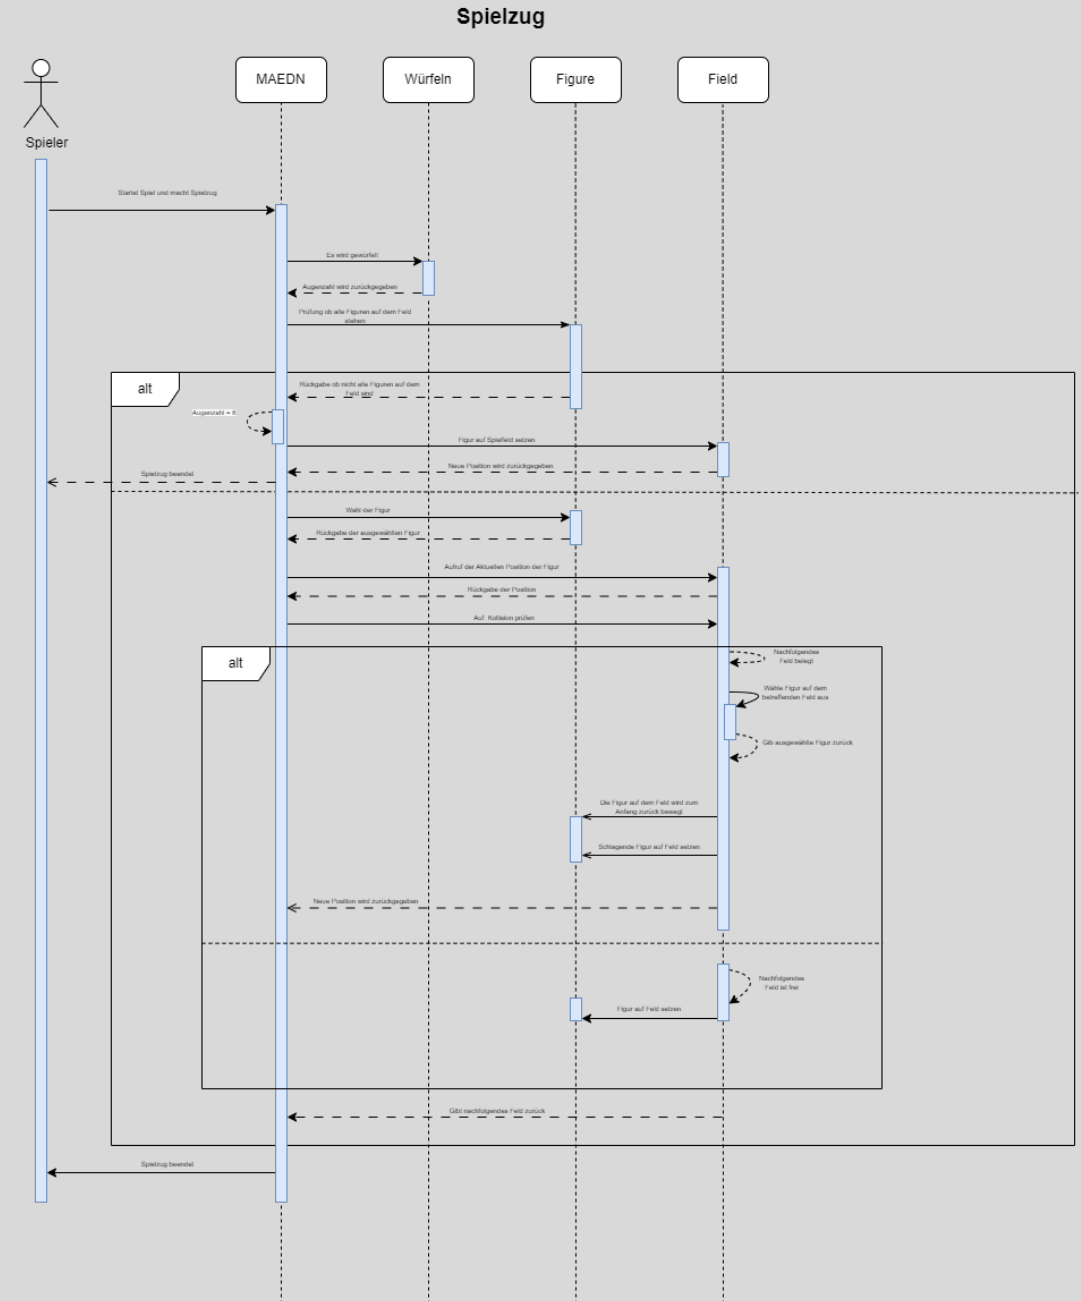 Spielzug
MAEDN
Würfeln
Figure
Field
Spieler
Startet Spiel und macht Spielzug
Es wird gewürfelt
Augenzahl wird zurückgegeben
Prüfung ob alle Figuren auf dem Feld
stehen
alt
Rückgabe ob nicht alle Figuren auf dem
Feld sind
Augenzahl = 6
Figur auf Spielfeld setzen
Neue Position wird zurückgegeben
Spielzug beendet
Wahl der Figur
Rückgabe der ausgewählten Figur
Aufruf der Aktuellen Position der Figur
Rückgabe der Position
Auf Kollision prüfen
alt
Nachfolgendes
Feld belegt
Wähle Figur auf dem
betreffenden Feld aus
Gib ausgewählte Figur zurück
Die Figur auf dem Feld wird zum
Anfang zurück bewegt
Schlagende Figur auf Feld setzen
Neue Position wird zurückgegeben
Nachfolgendes
Feld ist frei
Figur auf Feld setzen
Gibt nachfolgendes Feld zurück
Spielzug beendet